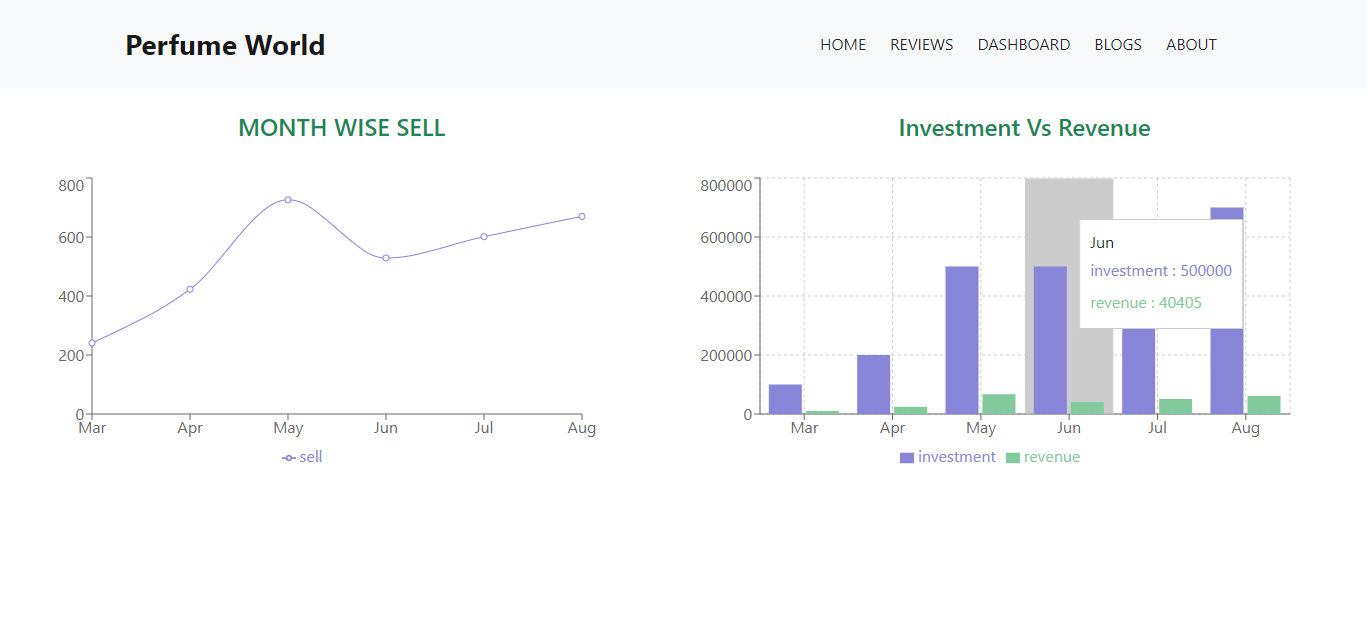 Perfume World
HOME REVIEWS DASHBOARD BLOGS ABOUT
MONTH WISE SELL
800
600
400
200
0
Mar Apr May Jun Jul Aug
sell
Investment Vs Revenue
800000
600000
400000
200000
0
Jun
investment : 500000
revenue : 40405
Mar Apr May Jun Jul Aug
investment revenue